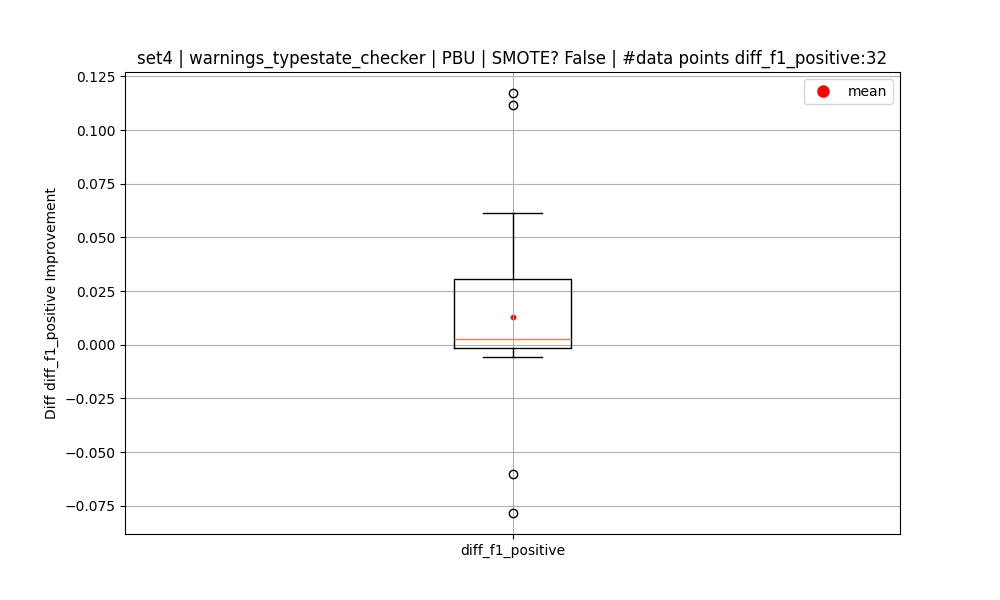 set4 | warnings_typestate_checker | PBU | SMOTE? False | #data points diff_f1_positive:32
mean
0.125
0.100
0.075
0.050
0.025
0.000
−0.025
−0.050
−0.075
Diff diff_f1_positive Improvement
diff_f1_positive